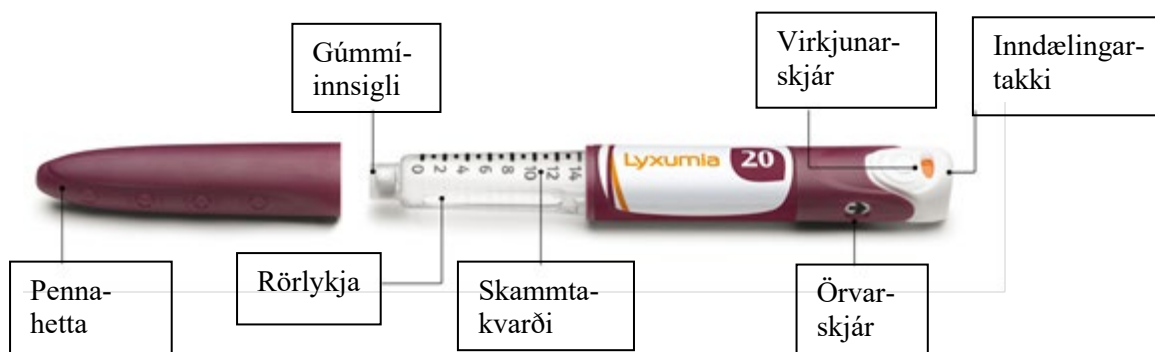 Gúmmí-
innsigli
Virkjunar-
skjár
Inndælingar-
takki
Lyxumia 20
0 2 4 6 8 10 12 14
Penna-
hetta
Rörlykja
Skammta-
kvarði
Örvar-
skjár